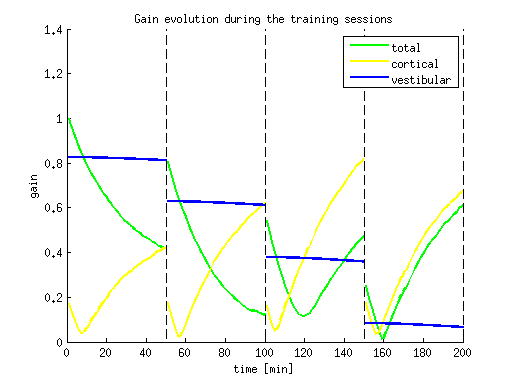 Gain evolution during the training sessions
1.4
1.2
1
0.8
0.6
0.4
0.2
0
gain
total
cortical
vestibular
0 20 40 60 80 100 120 140 160 180 200
time [min]